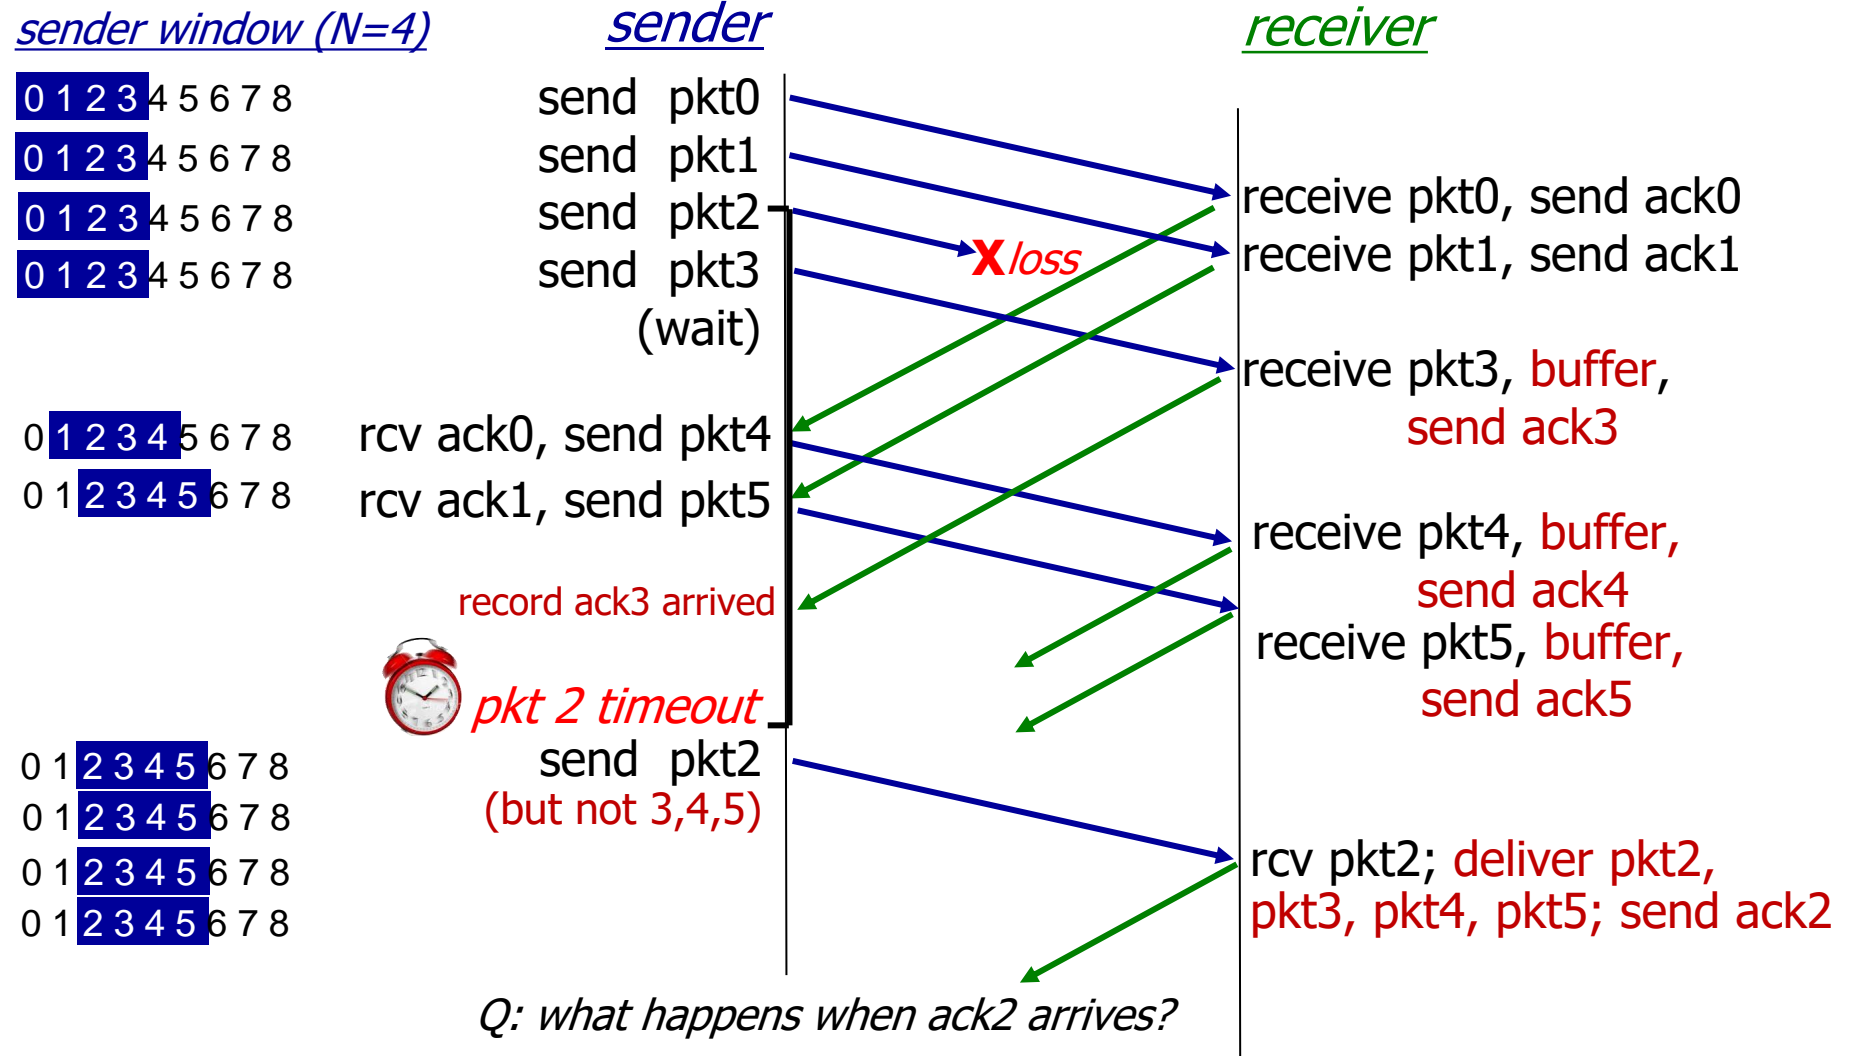 sender window (N=4)
sender
receiver
0 1 2 3 4 5 6 7 8
send pkt0
0 1 2 3 4 5 6 7 8
send pkt1
0 1 2 3 4 5 6 7 8
send pkt2
0 1 2 3 4 5 6 7 8
send pkt3
(wait)
X loss
receive pkt0, send ack0
receive pkt1, send ack1
receive pkt3, buffer,
send ack3
0 1 2 3 4 5 6 7 8
rcv ack0, send pkt4
0 1 2 3 4 5 6 7 8
rcv ack1, send pkt5
receive pkt4, buffer,
send ack4
record ack3 arrived
receive pkt5, buffer,
send ack5
pkt 2 timeout
0 1 2 3 4 5 6 7 8
send pkt2
0 1 2 3 4 5 6 7 8
(but not 3,4,5)
0 1 2 3 4 5 6 7 8
0 1 2 3 4 5 6 7 8
rcv pkt2; deliver pkt2,
pkt3, pkt4, pkt5; send ack2
Q: what happens when ack2 arrives?